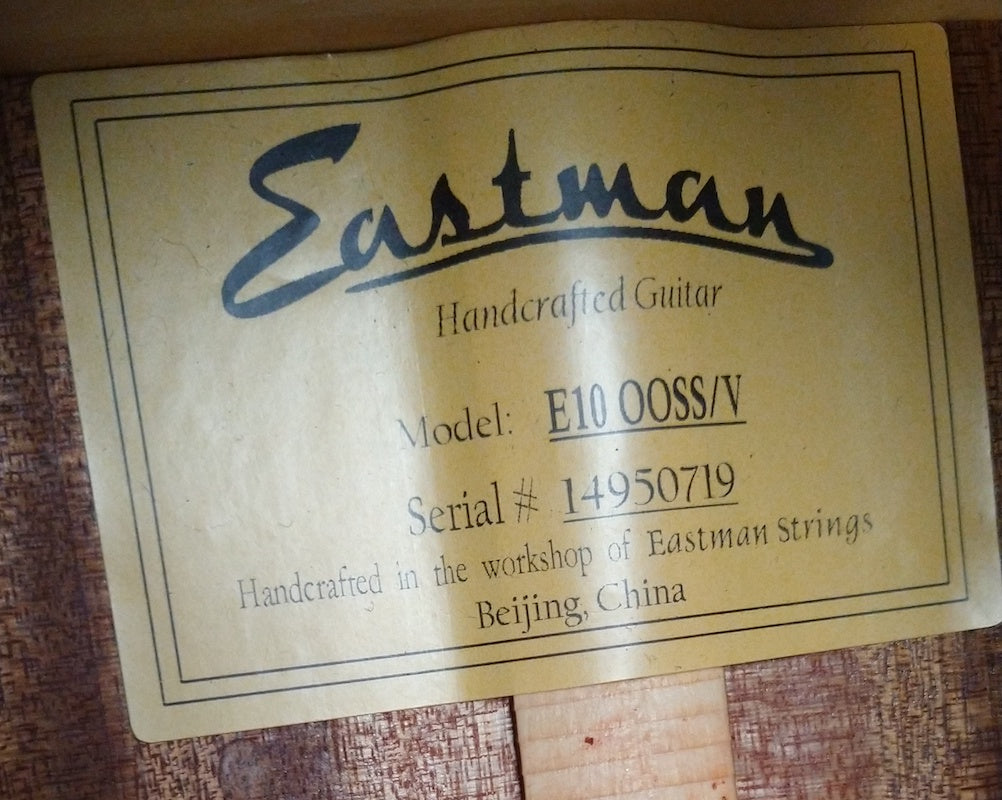 Eastman
Handcrafted Guitar
Model: E10 OOSS/V
Serial # 14950719
Handcrafted in the workshop of Eastman Strings
Beijing, China